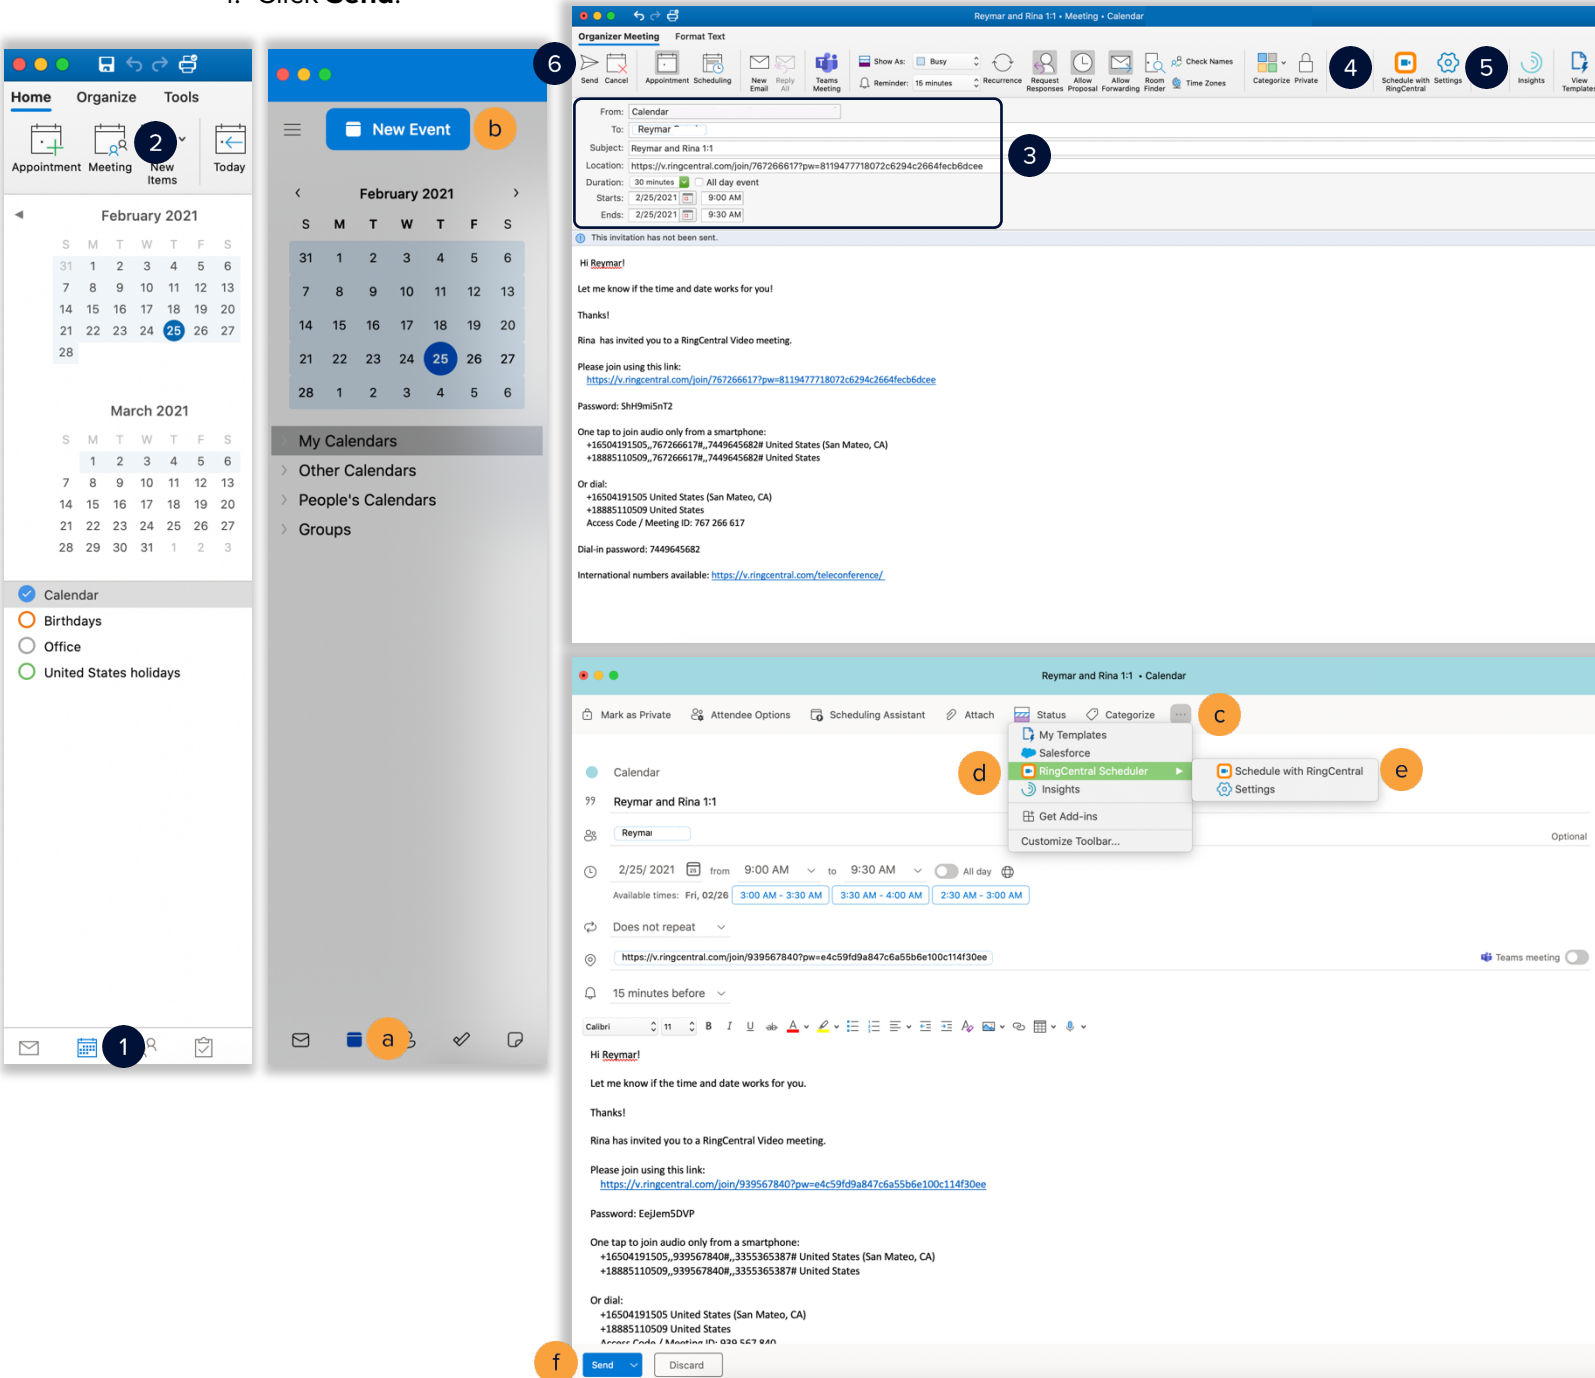 Click Send.
Home Organize Tools
2
Appointment Meeting New Items Today
February 2021
S M T W T F S
31 1 2 3 4 5 6
7 8 9 10 11 12 13
14 15 16 17 18 19 20
21 22 23 24 25 26 27
28
March 2021
S M T W T F S
1 2 3 4 5 6
7 8 9 10 11 12 13
14 15 16 17 18 19 20
21 22 23 24 25 26 27
28 29 30 31 1 2 3
Calendar
Birthdays
Office
United States holidays
1
New Event b
February 2021
S M T W T F S
31 1 2 3 4 5 6
7 8 9 10 11 12 13
14 15 16 17 18 19 20
21 22 23 24 25 26 27
28 1 2 3 4 5 6
My Calendars
Other Calendars
People's Calendars
Groups
a
Reymar and Rina 1:1 • Meeting • Calendar
Organizer Meeting Format Text
6 Send Cancel Appointment Scheduling New Email Reply All Teams Meeting Show As: Busy Reminder: 15 minutes Recurrence Request Responses Allow Proposal Allow Forwarding Room Finder Check Names Time Zones Categorize Private 4 Schedule with RingCentral Settings 5 Insights View Templates
From: Calendar
To: Reymar
Subject: Reymar and Rina 1:1
3
Location: https://v.ringcentral.com/join/767266617?pw=8119477718072c6294c2664fecb6dcee
Duration: 30 minutes All day event
Starts: 2/25/2021 9:00 AM
Ends: 2/25/2021 9:30 AM
This invitation has not been sent.
Hi Reymar!
Let me know if the time and date works for you!
Thanks!
Rina has invited you to a RingCentral Video meeting.
Please join using this link:
https://v.ringcentral.com/join/767266617?pw=8119477718072c6294c2664fecb6dcee
Password: ShH9mi5nT2
One tap to join audio only from a smartphone:
+16504191505,,767266617#,,7449645682# United States (San Mateo, CA)
+18885110509,,767266617#,,7449645682# United States
Or dial:
+16504191505 United States (San Mateo, CA)
+18885110509 United States
Access Code / Meeting ID: 767 266 617
Dial-in password: 7449645682
International numbers available: https://v.ringcentral.com/teleconference/
Reymar and Rina 1:1 • Calendar
Mark as Private Attendee Options Scheduling Assistant Attach Status Categorize ... c
My Templates
Salesforce
d RingCentral Scheduler Schedule with RingCentral e
Insights Settings
Get Add-ins
Customize Toolbar...
Calendar
Reymar and Rina 1:1
Reymar Optional
2/25/ 2021 from 9:00 AM to 9:30 AM All day
Available times: Fri, 02/26 3:00 AM - 3:30 AM 3:30 AM - 4:00 AM 2:30 AM - 3:00 AM
Does not repeat
https://v.ringcentral.com/join/939567840?pw=e4c59fd9a847c6a55b6e100c114f30ee Teams meeting
15 minutes before
Calibri 11 B I U ab A
Hi Reymar!
Let me know if the time and date works for you.
Thanks!
Rina has invited you to a RingCentral Video meeting.
Please join using this link:
https://v.ringcentral.com/join/939567840?pw=e4c59fd9a847c6a55b6e100c114f30ee
Password: EejJem5DVP
One tap to join audio only from a smartphone:
+16504191505,,939567840#,,3355365387# United States (San Mateo, CA)
+18885110509,,939567840#,,3355365387# United States
Or dial:
+16504191505 United States (San Mateo, CA)
+18885110509 United States
Access Code / Meeting ID: 939 567 840
f Send Discard